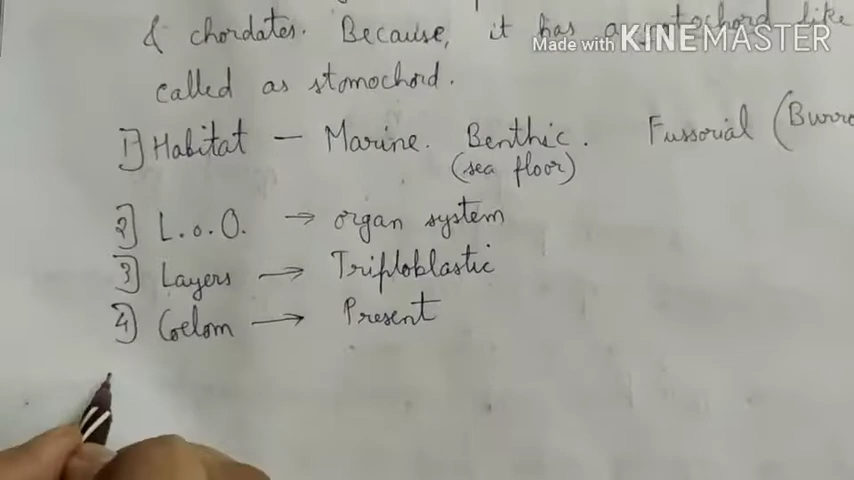 & chordates. Because, it has a notochord like
Made with KINEMASTER
called as stomochord.
1] Habitat — Marine. Benthic. Fussorial (Burro
(sea floor)
2] L.o.O. → organ system
3] Layers → Triploblastic
4] Coelom → Present